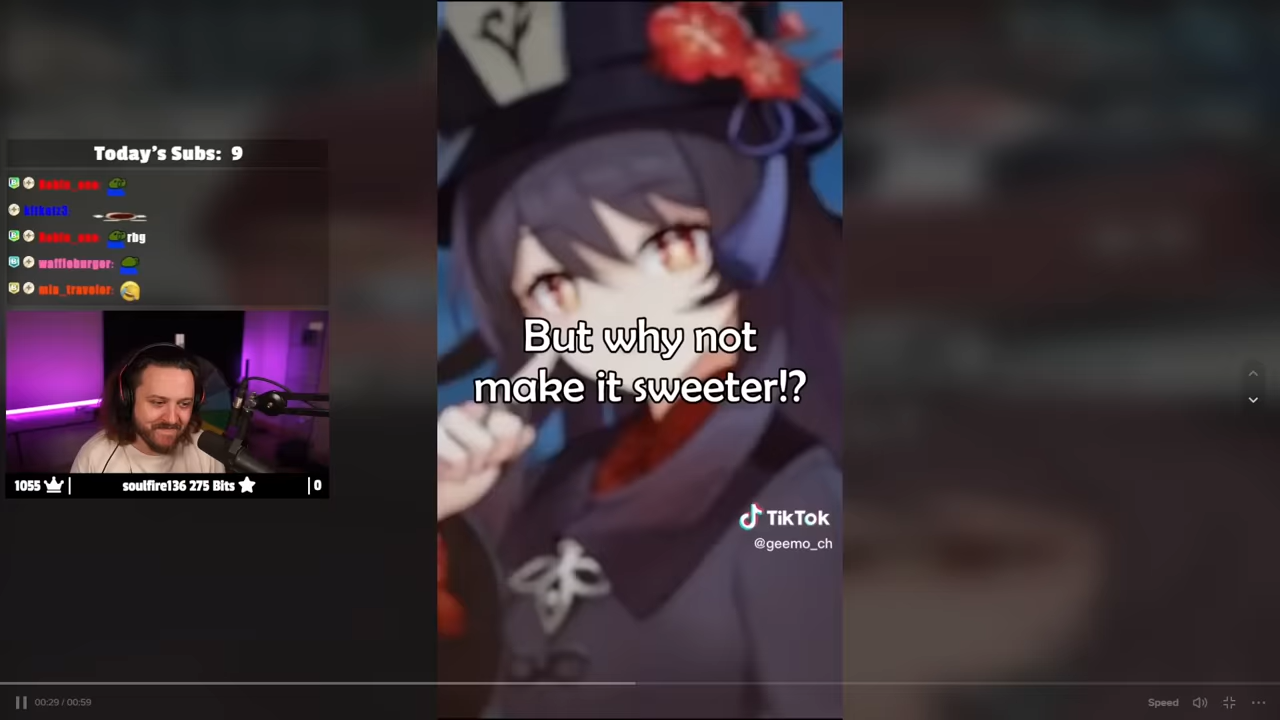 Today's Subs: 9
rbg
waffleburger:
min_traveler:
1055
soulfire136 275 Bits
0
But why not
make it sweeter!?
TikTok
@geemo_ch
00:29 / 00:59
Speed